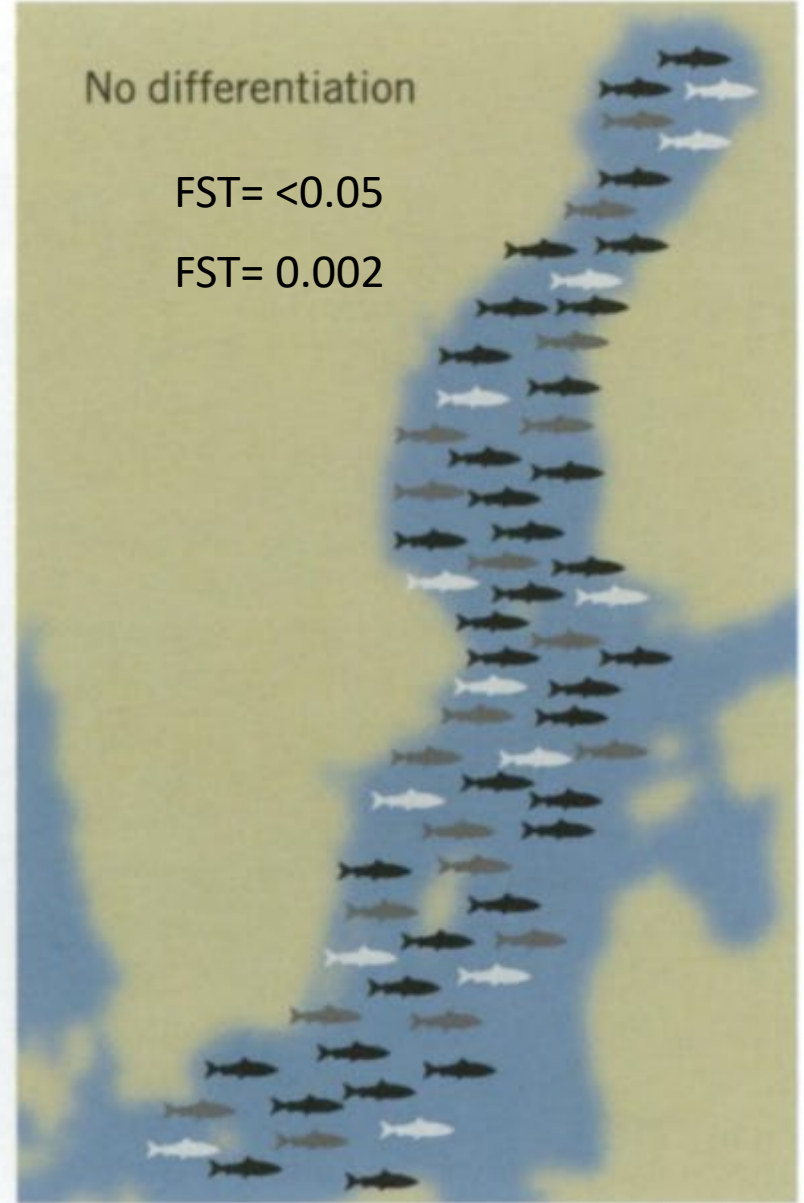 No differentiation
FST= <0.05
FST= 0.002